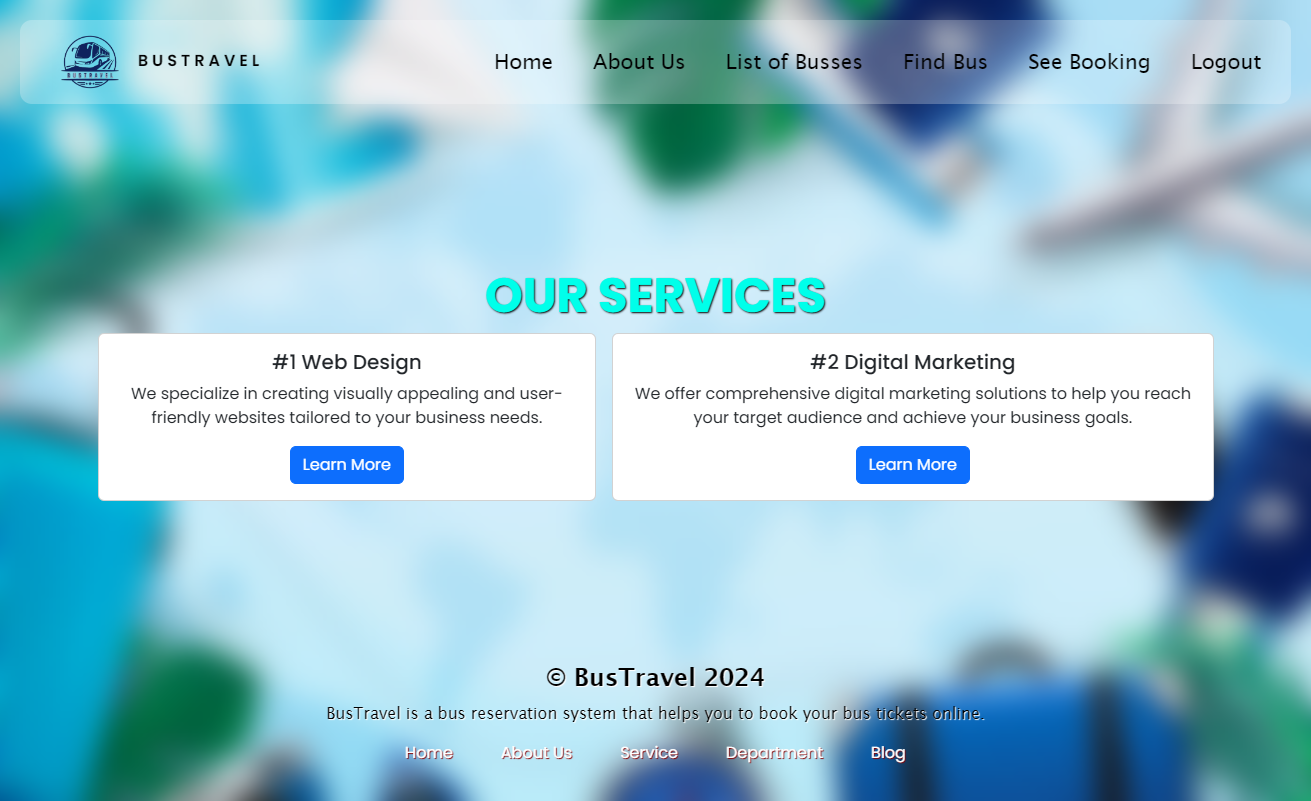 BUSTRAVEL
BUSTRAVEL
Home About Us List of Busses Find Bus See Booking Logout
OUR SERVICES
#1 Web Design
We specialize in creating visually appealing and user-
friendly websites tailored to your business needs.
Learn More
#2 Digital Marketing
We offer comprehensive digital marketing solutions to help you reach
your target audience and achieve your business goals.
Learn More
© BusTravel 2024
BusTravel is a bus reservation system that helps you to book your bus tickets online.
Home About Us Service Department Blog